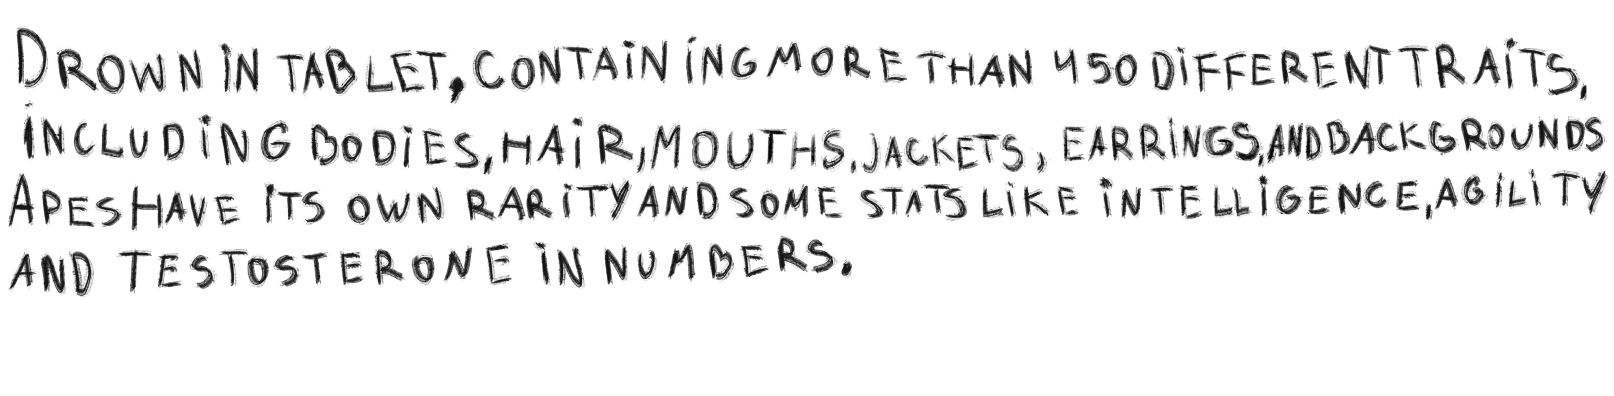 DROWN IN TABLET, CONTAINING MORE THAN 450 DIFFERENT TRAITS,
INCLUDING BODIES, HAIR, MOUTHS, JACKETS, EARRINGS, AND BACKGROUNDS
APES HAVE ITS OWN RARITY AND SOME STATS LIKE INTELLIGENCE, AGILITY
AND TESTOSTERONE IN NUMBERS.